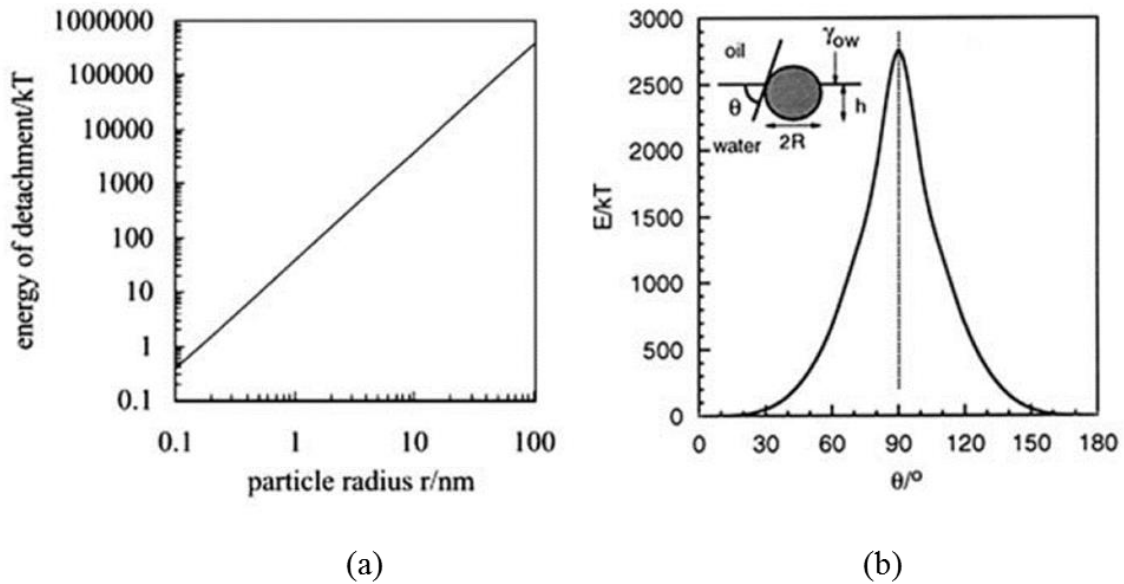 energy of detachment/kT
1000000
100000
10000
1000
100
10
1
0.1
0.1 1 10 100
particle radius r/nm
(a)
E/kT
3000
2500
2000
1500
1000
500
0
oil
γow
θ
h
water
2R
0 30 60 90 120 150 180
θ/°
(b)